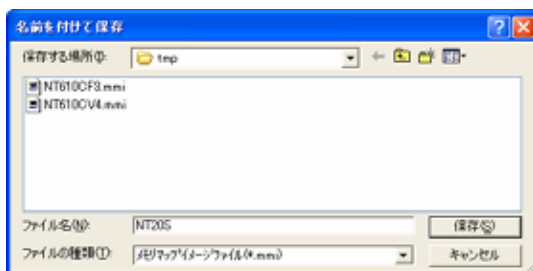 名前を付けて保存
保存する場所(I): tmp
NT610CF3.mmi
NT610CV4.mmi
ファイル名(N): NT20S 保存(S)
ファイルの種類(T): メモリマップイメージファイル(*.mmi) キャンセル